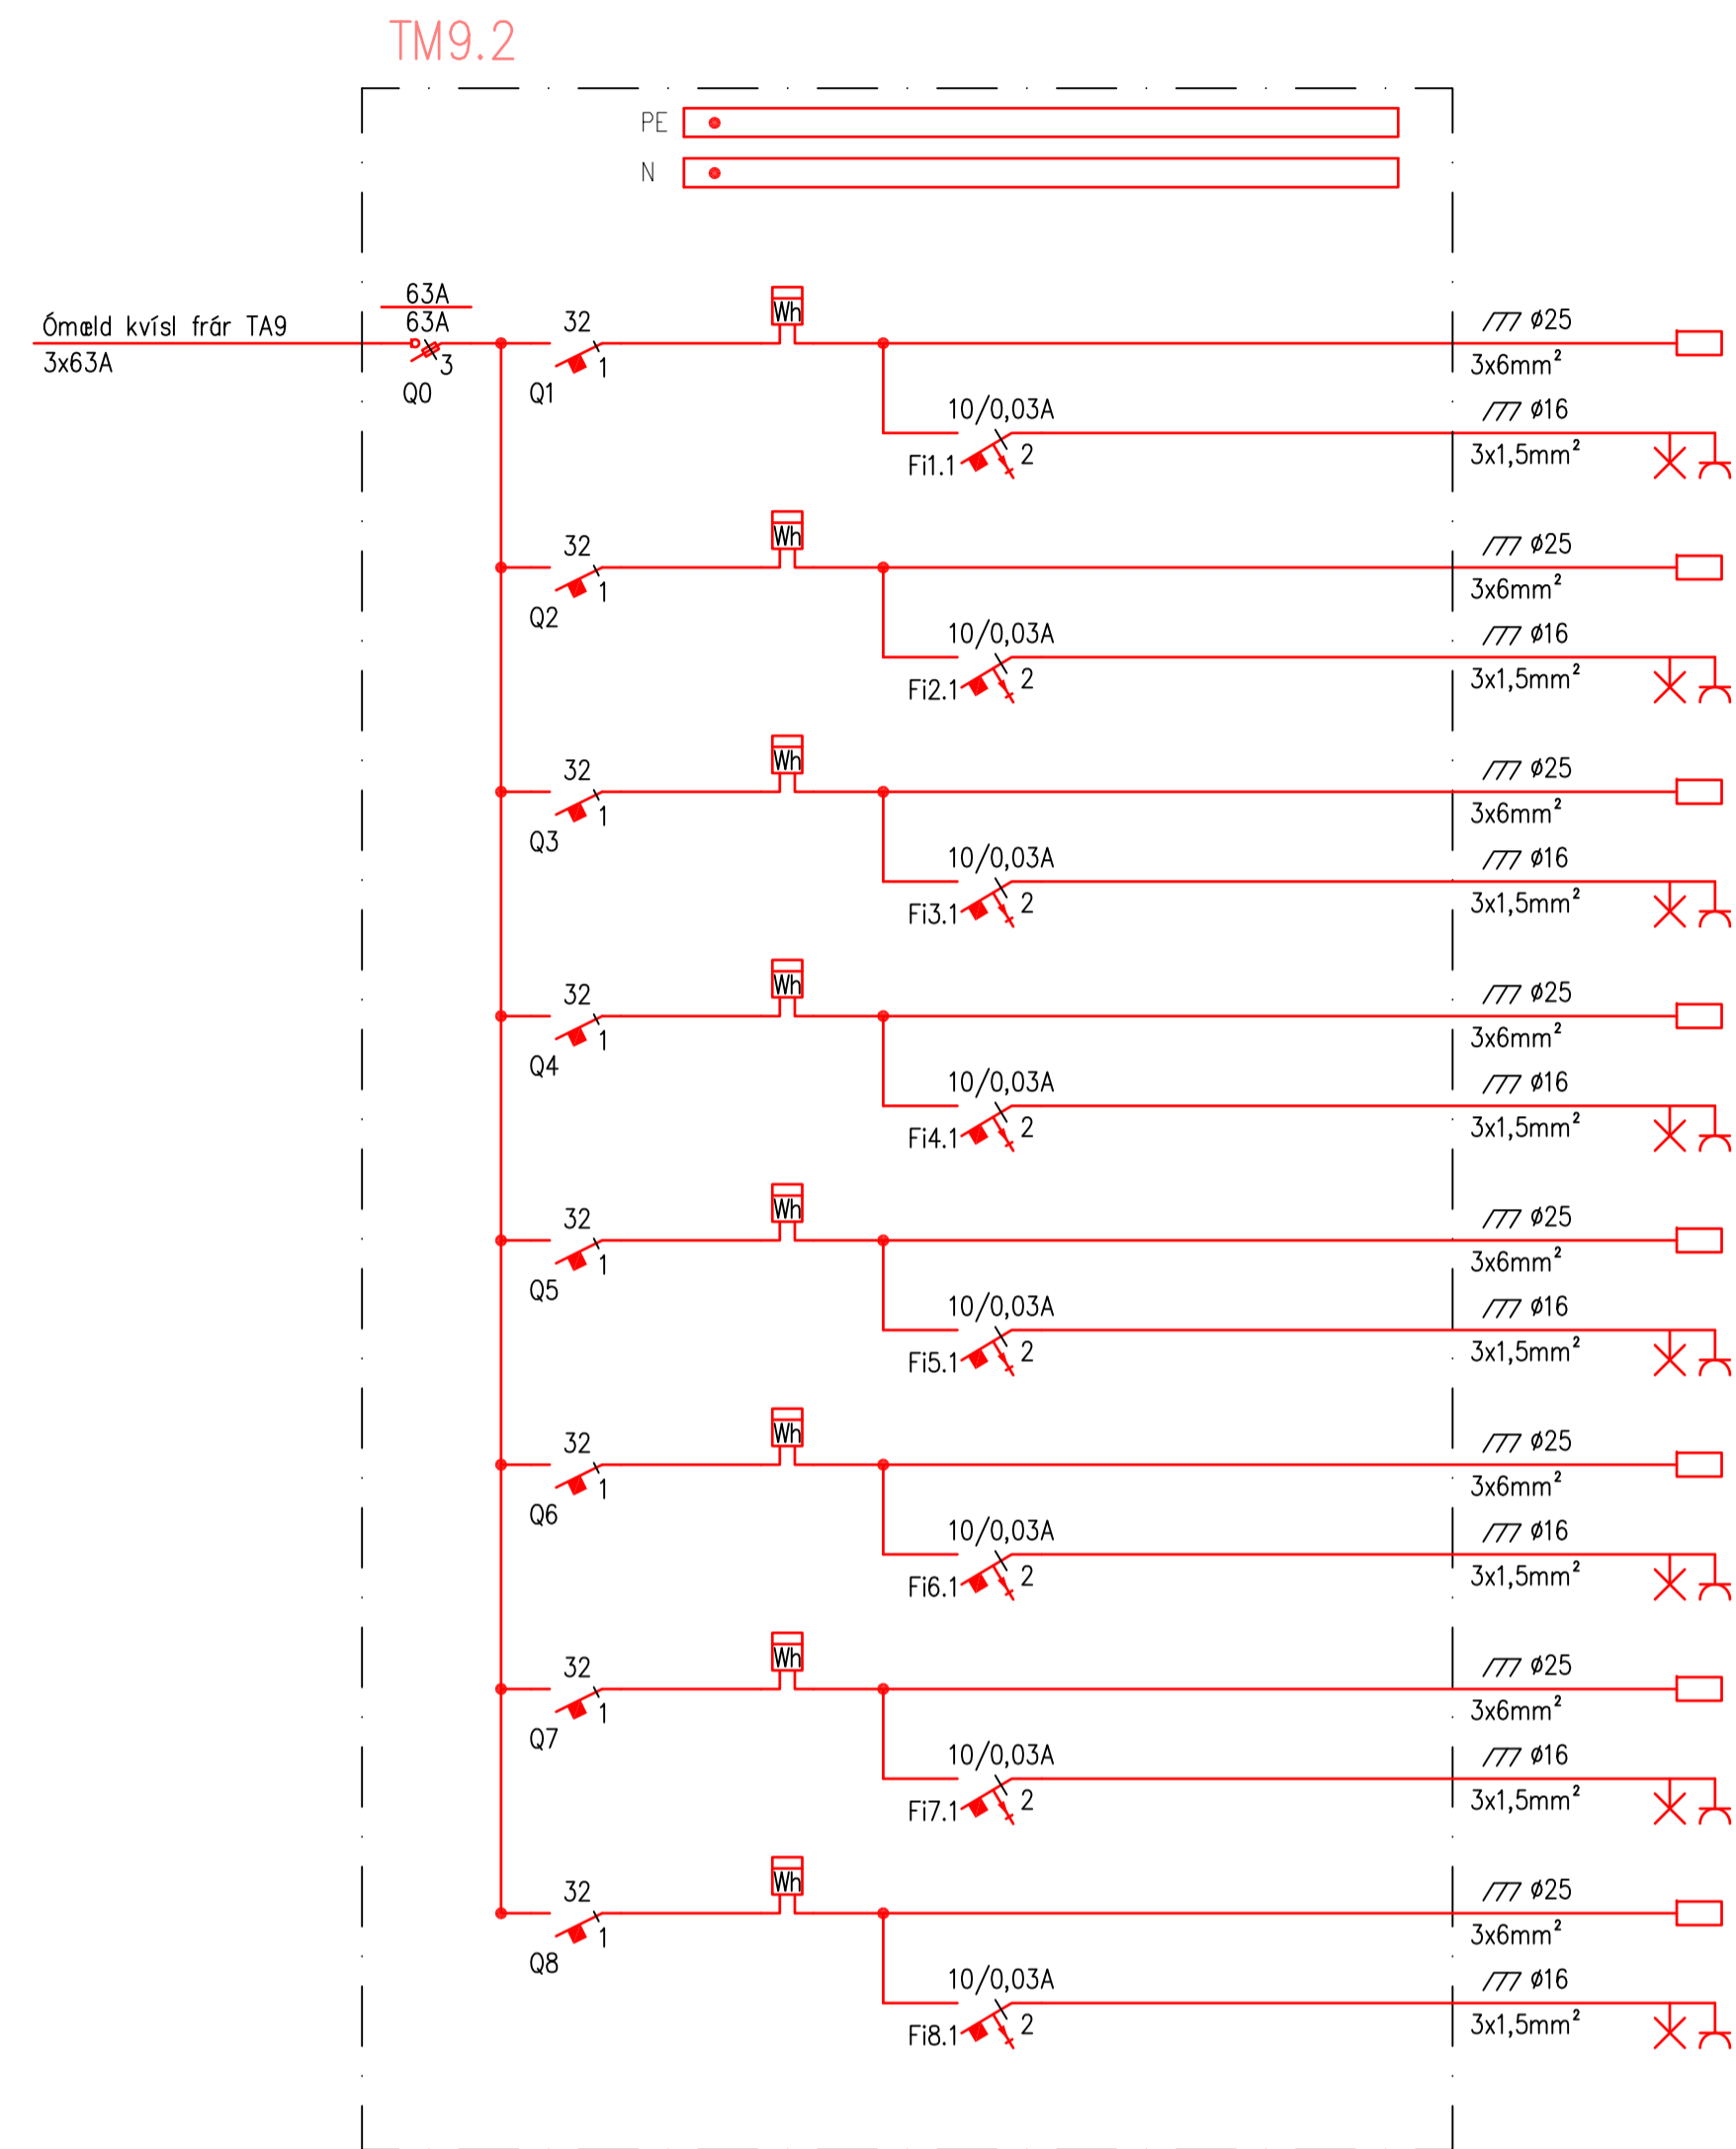 TM9.2
PE
N
63A
Ómæld kvísl frár TA9
63A
32
Wh
ø25
3x63A
3
1
3x6mm²
Q0
Q1
10/0,03A
ø16
Fi1.1
2
3x1,5mm²
32
Wh
ø25
1
3x6mm²
Q2
10/0,03A
ø16
Fi2.1
2
3x1,5mm²
32
Wh
ø25
1
3x6mm²
Q3
10/0,03A
ø16
Fi3.1
2
3x1,5mm²
32
Wh
ø25
1
3x6mm²
Q4
10/0,03A
ø16
Fi4.1
2
3x1,5mm²
32
Wh
ø25
1
3x6mm²
Q5
10/0,03A
ø16
Fi5.1
2
3x1,5mm²
32
Wh
ø25
1
3x6mm²
Q6
10/0,03A
ø16
Fi6.1
2
3x1,5mm²
32
Wh
ø25
1
3x6mm²
Q7
10/0,03A
ø16
Fi7.1
2
3x1,5mm²
32
Wh
ø25
1
3x6mm²
Q8
10/0,03A
ø16
Fi8.1
2
3x1,5mm²